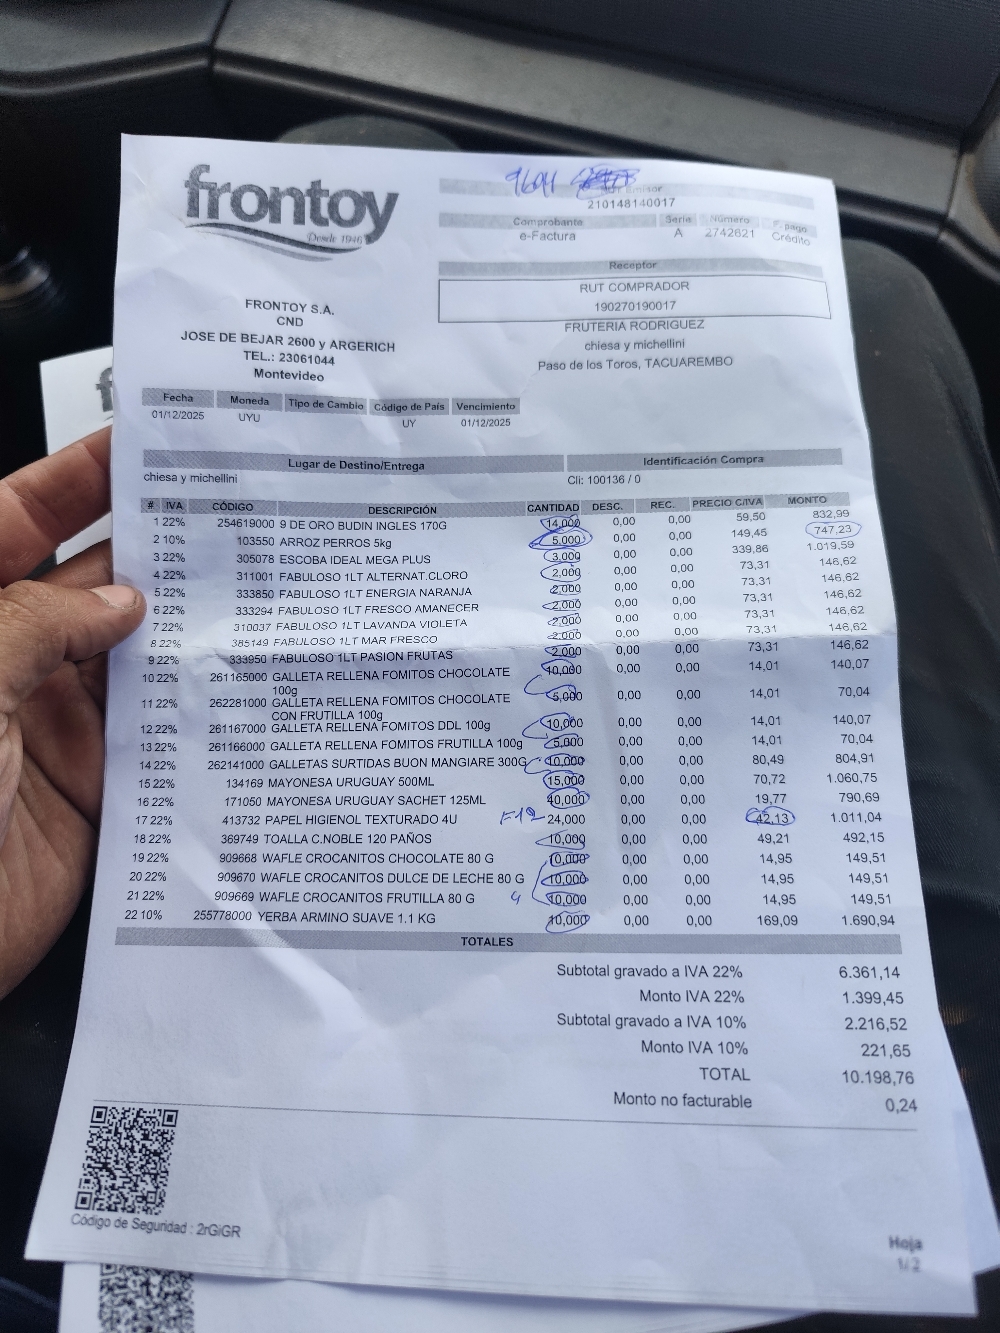 frontoy
Desde 1946
9601
RUT Emisor
210148140017
Comprobante Serie Número F. pago
e-Factura A 2742621 Crédito
Receptor
RUT COMPRADOR
190270190017
FRUTERIA RODRIGUEZ
chiesa y michellini
Paso de los Toros, TACUAREMBO
FRONTOY S.A.
CND
JOSE DE BEJAR 2600 y ARGERICH
TEL.: 23061044
Montevideo
Fecha Moneda Tipo de Cambio Código de País Vencimiento
01/12/2025 UYU UY 01/12/2025
Lugar de Destino/Entrega Identificación Compra
chiesa y michellini Cli: 100136 / 0
# IVA CÓDIGO DESCRIPCIÓN CANTIDAD DESC. REC. PRECIO C/IVA MONTO
1 22% 254619000 9 DE ORO BUDIN INGLES 170G 14,000 0,00 0,00 59,50 832,99
2 10% 103550 ARROZ PERROS 5kg 5,000 0,00 0,00 149,45 747,23
3 22% 305078 ESCOBA IDEAL MEGA PLUS 3,000 0,00 0,00 339,86 1.019,59
4 22% 311001 FABULOSO 1LT ALTERNAT.CLORO 2,000 0,00 0,00 73,31 146,62
5 22% 333850 FABULOSO 1LT ENERGIA NARANJA 2,000 0,00 0,00 73,31 146,62
6 22% 333294 FABULOSO 1LT FRESCO AMANECER 2,000 0,00 0,00 73,31 146,62
7 22% 310037 FABULOSO 1LT LAVANDA VIOLETA 2,000 0,00 0,00 73,31 146,62
8 22% 385149 FABULOSO 1LT MAR FRESCO 2,000 0,00 0,00 73,31 146,62
9 22% 333950 FABULOSO 1LT PASION FRUTAS 2,000 0,00 0,00 73,31 146,62
10 22% 261165000 GALLETA RELLENA FOMITOS CHOCOLATE 10,000 0,00 0,00 14,01 140,07
100g
11 22% 262281000 GALLETA RELLENA FOMITOS CHOCOLATE 5,000 0,00 0,00 14,01 70,04
CON FRUTILLA 100g
12 22% 261167000 GALLETA RELLENA FOMITOS DDL 100g 10,000 0,00 0,00 14,01 140,07
13 22% 261166000 GALLETA RELLENA FOMITOS FRUTILLA 100g 5,000 0,00 0,00 14,01 70,04
14 22% 262141000 GALLETAS SURTIDAS BUON MANGIARE 300G 10,000 0,00 0,00 80,49 804,91
15 22% 134169 MAYONESA URUGUAY 500ML 15,000 0,00 0,00 70,72 1.060,75
16 22% 171050 MAYONESA URUGUAY SACHET 125ML 40,000 0,00 0,00 19,77 790,69
17 22% 413732 PAPEL HIGIENOL TEXTURADO 4U 24,000 0,00 0,00 42,13 1.011,04
18 22% 369749 TOALLA C.NOBLE 120 PAÑOS 10,000 0,00 0,00 49,21 492,15
19 22% 909668 WAFLE CROCANITOS CHOCOLATE 80 G 10,000 0,00 0,00 14,95 149,51
20 22% 909670 WAFLE CROCANITOS DULCE DE LECHE 80 G 10,000 0,00 0,00 14,95 149,51
21 22% 909669 WAFLE CROCANITOS FRUTILLA 80 G 10,000 0,00 0,00 14,95 149,51
22 10% 255778000 YERBA ARMINO SUAVE 1.1 KG 10,000 0,00 0,00 169,09 1.690,94
TOTALES
Subtotal gravado a IVA 22% 6.361,14
Monto IVA 22% 1.399,45
Subtotal gravado a IVA 10% 2.216,52
Monto IVA 10% 221,65
TOTAL 10.198,76
Monto no facturable 0,24
Código de Seguridad : 2rGiGR
Hoja
1/2